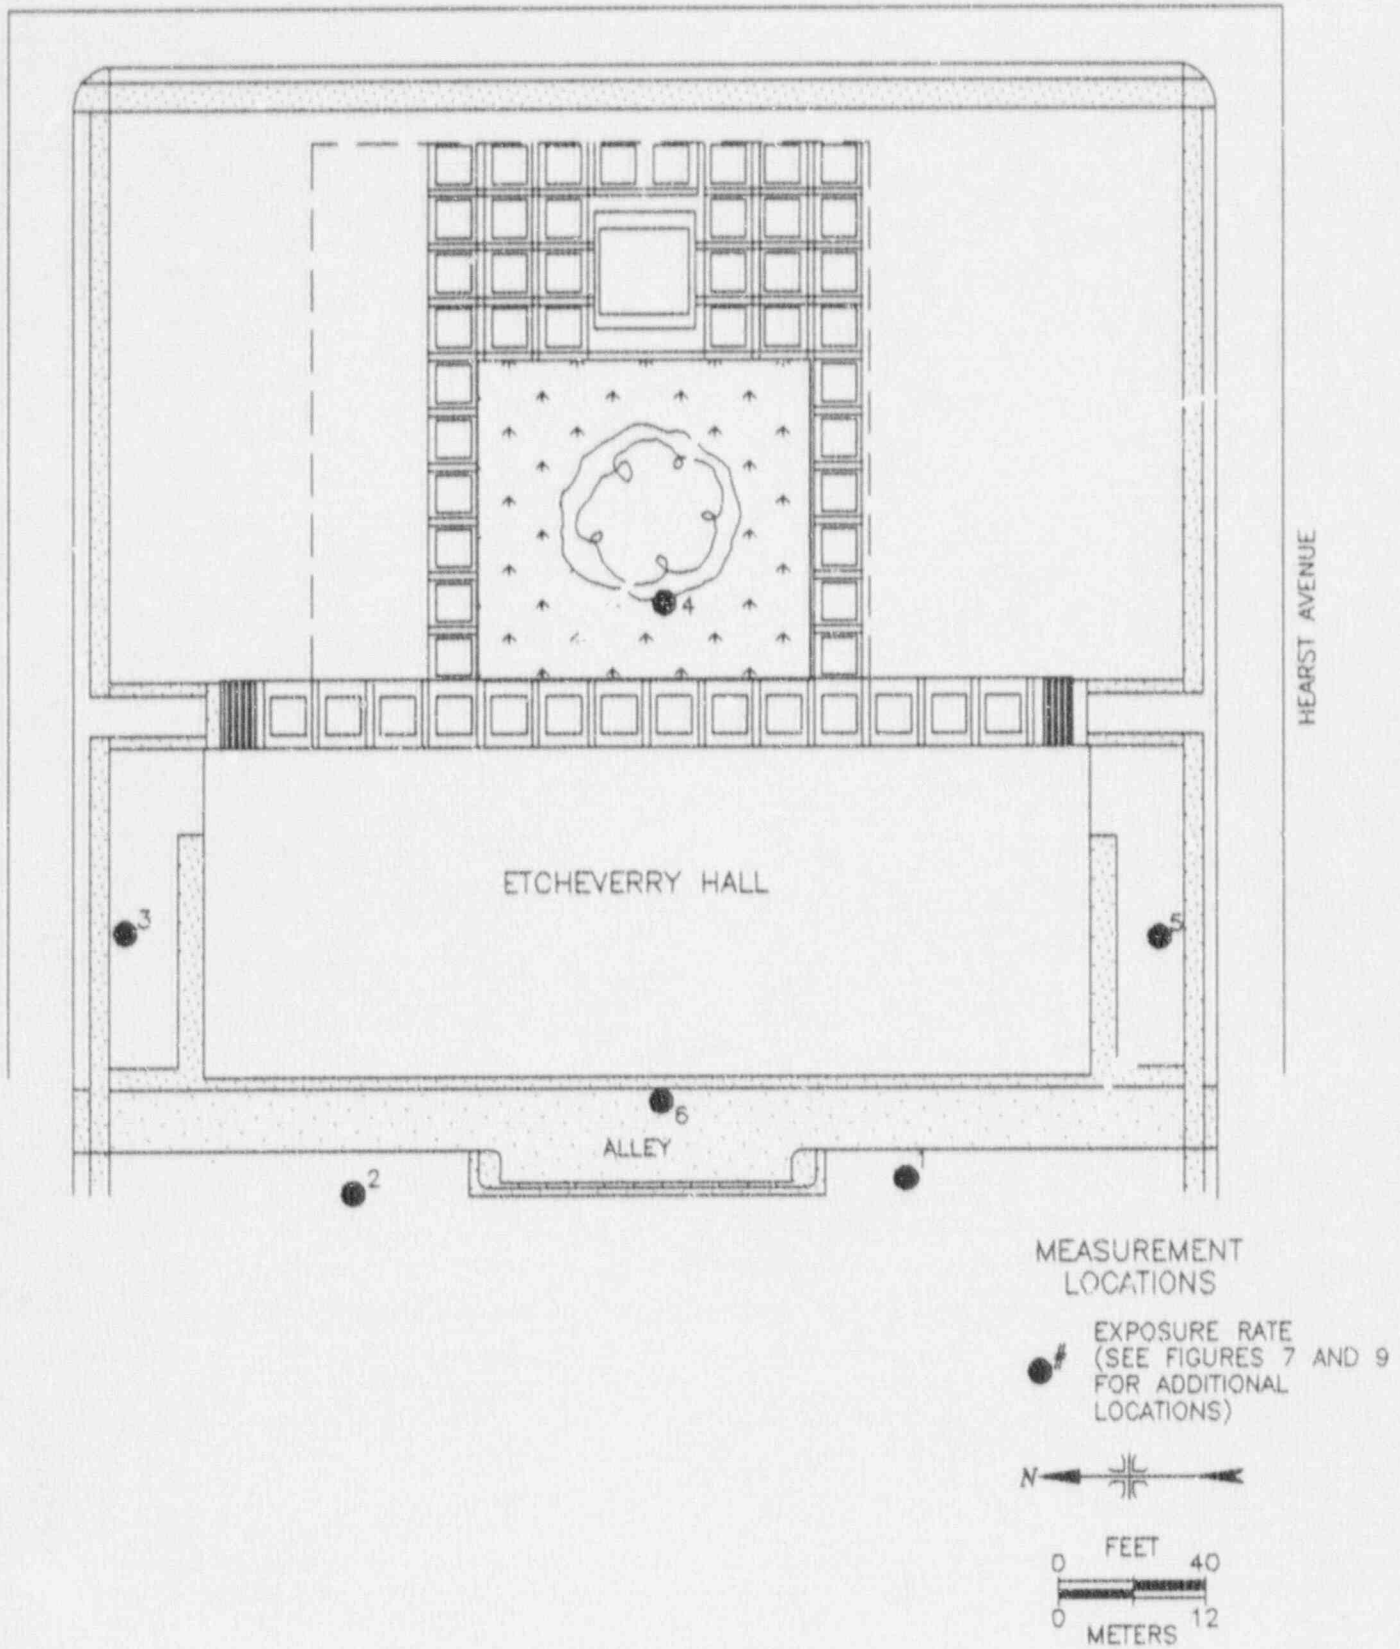 HEARST AVENUE
4
ETCHEVERRY HALL
3
5
6
ALLEY
2
1
MEASUREMENT
LOCATIONS
# EXPOSURE RATE
(SEE FIGURES 7 AND 9
FOR ADDITIONAL
LOCATIONS)
N
FEET
0 40
0 12
METERS